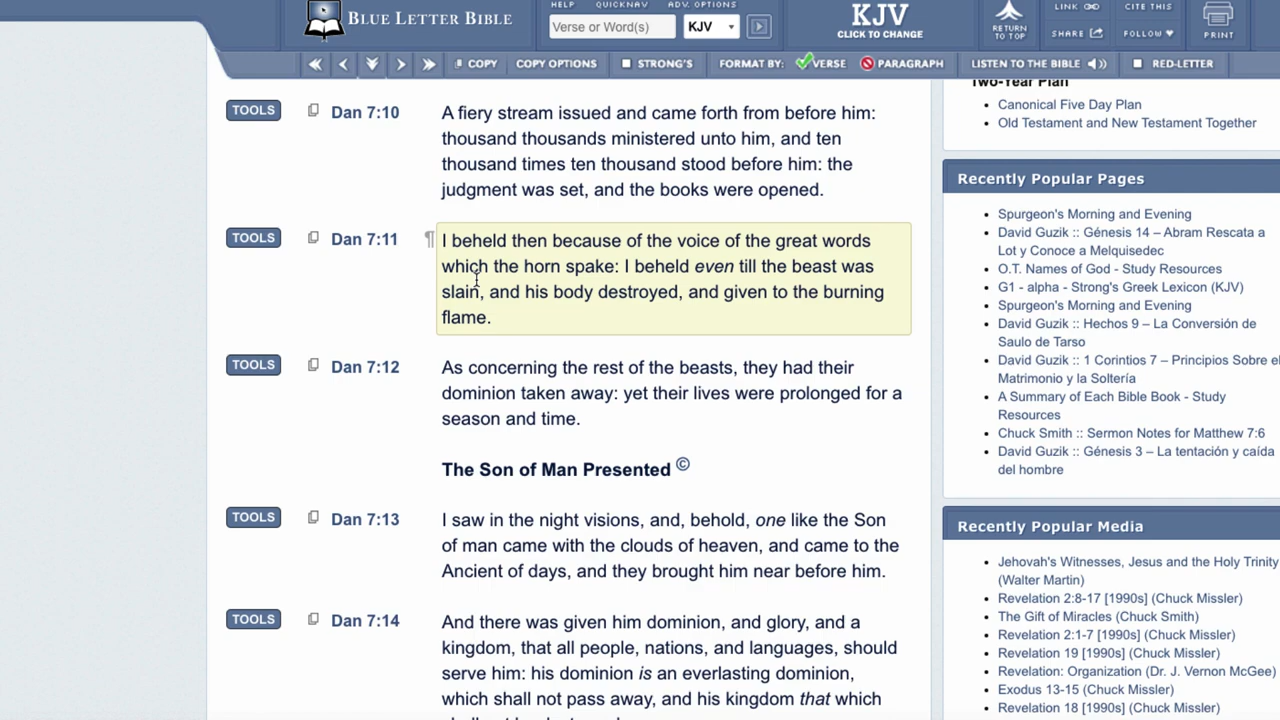 BLUE LETTER BIBLE
HELP QUICKNAV ADV. OPTIONS
Verse or Word(s)
KJV
KJV
CLICK TO CHANGE
RETURN
TO TOP
LINK
SHARE
CITE THIS
FOLLOW
PRINT
COPY COPY OPTIONS STRONG'S FORMAT BY: VERSE PARAGRAPH LISTEN TO THE BIBLE RED-LETTER
TOOLS Dan 7:10 A fiery stream issued and came forth from before him:
thousand thousands ministered unto him, and ten
thousand times ten thousand stood before him: the
judgment was set, and the books were opened.
TOOLS Dan 7:11 ¶ I beheld then because of the voice of the great words
which the horn spake: I beheld even till the beast was
slain, and his body destroyed, and given to the burning
flame.
TOOLS Dan 7:12 As concerning the rest of the beasts, they had their
dominion taken away: yet their lives were prolonged for a
season and time.
The Son of Man Presented ©
TOOLS Dan 7:13 I saw in the night visions, and, behold, one like the Son
of man came with the clouds of heaven, and came to the
Ancient of days, and they brought him near before him.
TOOLS Dan 7:14 And there was given him dominion, and glory, and a
kingdom, that all people, nations, and languages, should
serve him: his dominion is an everlasting dominion,
which shall not pass away, and his kingdom that which
Two-Year Plan
Canonical Five Day Plan
Old Testament and New Testament Together
Recently Popular Pages
Spurgeon's Morning and Evening
David Guzik :: Génesis 14 – Abram Rescata a
Lot y Conoce a Melquisedec
O.T. Names of God - Study Resources
G1 - alpha - Strong's Greek Lexicon (KJV)
Spurgeon's Morning and Evening
David Guzik :: Hechos 9 – La Conversión de
Saulo de Tarso
David Guzik :: 1 Corintios 7 – Principios Sobre el
Matrimonio y la Soltería
A Summary of Each Bible Book - Study
Resources
Chuck Smith :: Sermon Notes for Matthew 7:6
David Guzik :: Génesis 3 – La tentación y caída
del hombre
Recently Popular Media
Jehovah's Witnesses, Jesus and the Holy Trinity
(Walter Martin)
Revelation 2:8-17 [1990s] (Chuck Missler)
The Gift of Miracles (Chuck Smith)
Revelation 2:1-7 [1990s] (Chuck Missler)
Revelation 19 [1990s] (Chuck Missler)
Revelation: Organization (Dr. J. Vernon McGee)
Exodus 13-15 (Chuck Missler)
Revelation 18 [1990s] (Chuck Missler)